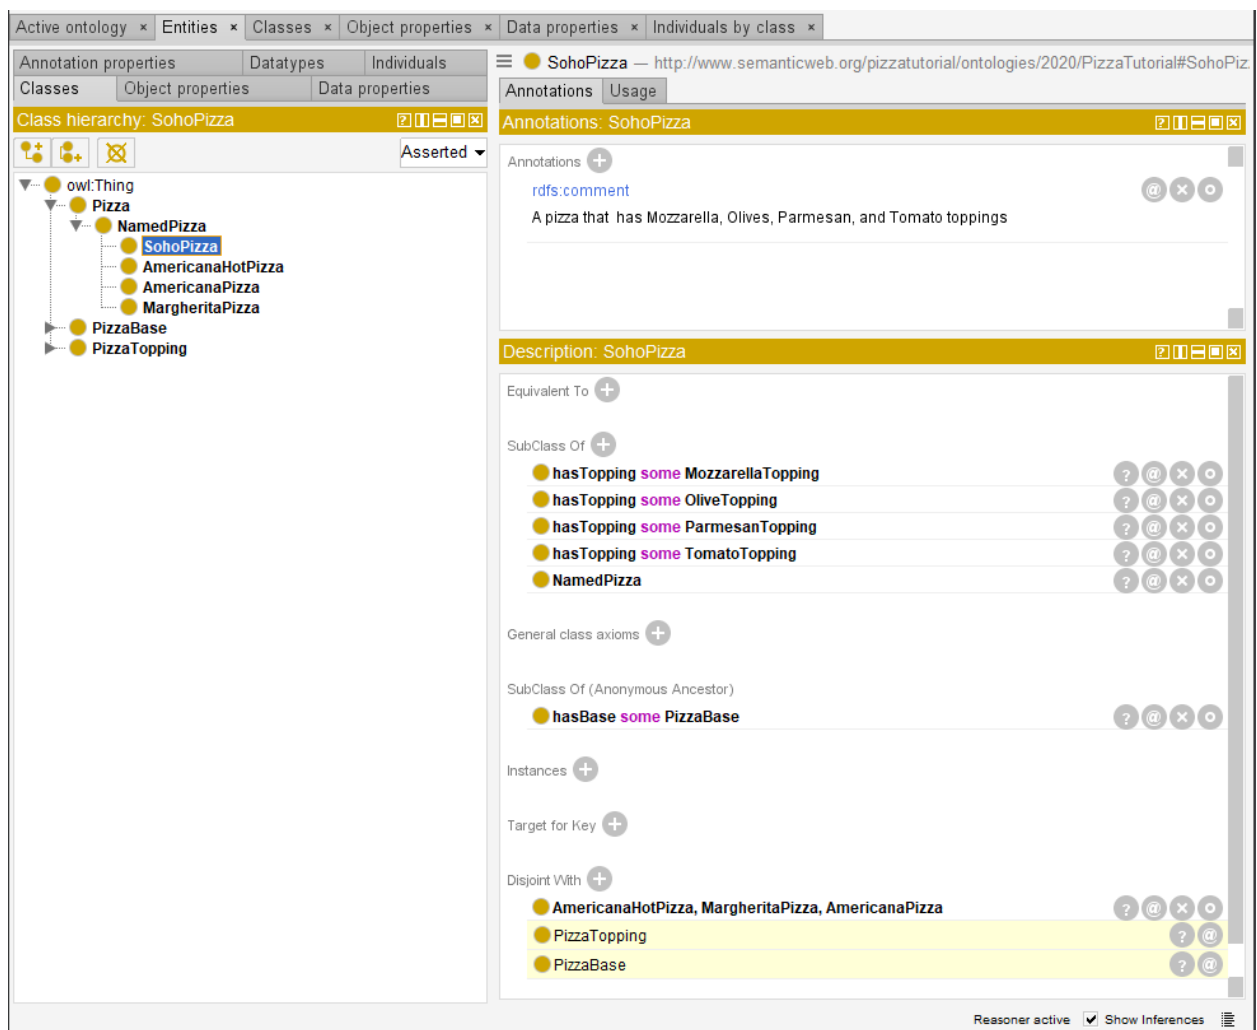 Active ontology × Entities × Classes × Object properties × Data properties × Individuals by class ×
Annotation properties Datatypes Individuals
Classes Object properties Data properties
Class hierarchy: SohoPizza
Asserted
owl:Thing
Pizza
NamedPizza
SohoPizza
AmericanaHotPizza
AmericanaPizza
MargheritaPizza
PizzaBase
PizzaTopping
SohoPizza — http://www.semanticweb.org/pizzatutorial/ontologies/2020/PizzaTutorial#SohoPiz
Annotations Usage
Annotations: SohoPizza
Annotations
rdfs:comment
A pizza that has Mozzarella, Olives, Parmesan, and Tomato toppings
Description: SohoPizza
Equivalent To
SubClass Of
hasTopping some MozzarellaTopping
hasTopping some OliveTopping
hasTopping some ParmesanTopping
hasTopping some TomatoTopping
NamedPizza
General class axioms
SubClass Of (Anonymous Ancestor)
hasBase some PizzaBase
Instances
Target for Key
Disjoint With
AmericanaHotPizza, MargheritaPizza, AmericanaPizza
PizzaTopping
PizzaBase
Reasoner active Show Inferences